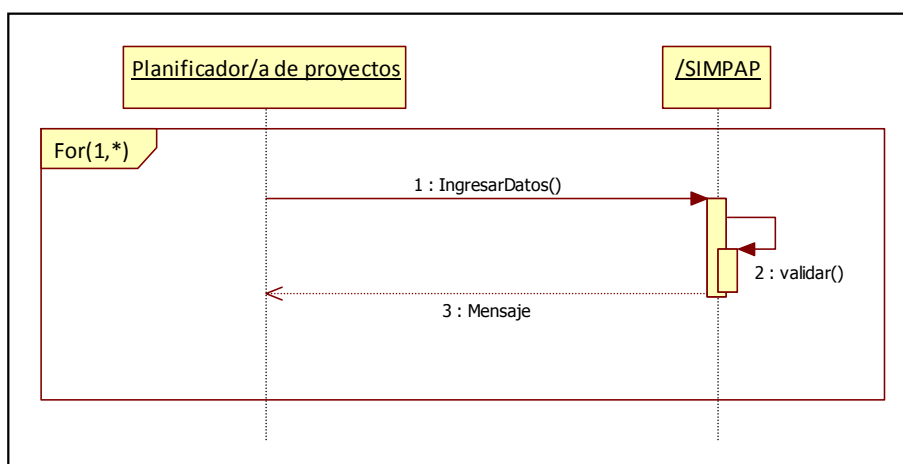 Planificador/a de proyectos
/SIMPAP
For(1,*)
1 : IngresarDatos()
2 : validar()
3 : Mensaje